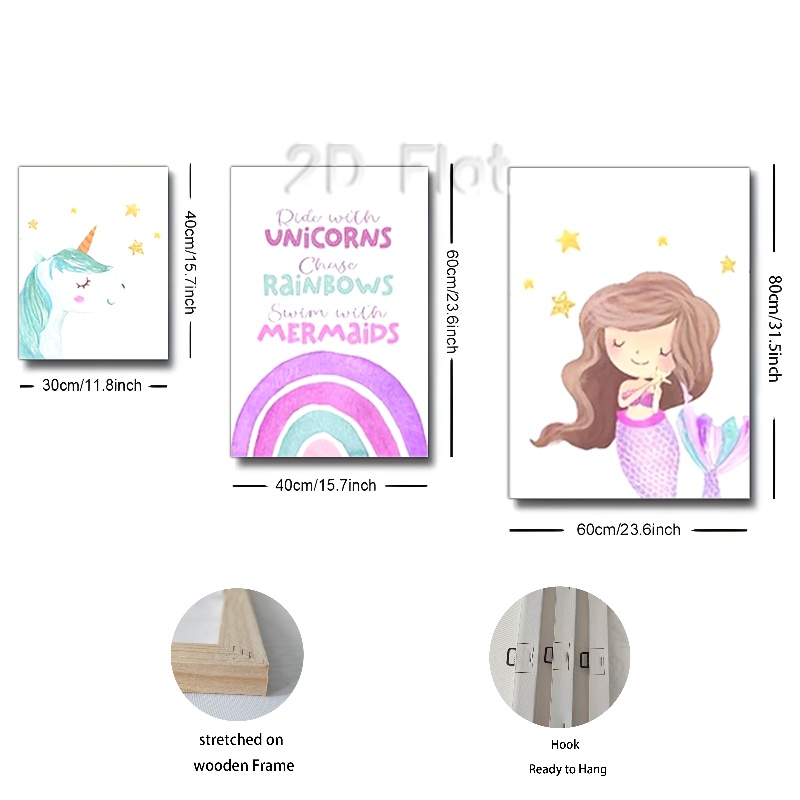 2D Flat
Ride with
UNICORNS
Chase
RAINBOWS
Swim with
MERMAIDS
40cm/15.7inch
30cm/11.8inch
60cm/23.6inch
40cm/15.7inch
80cm/31.5inch
60cm/23.6inch
stretched on
wooden Frame
Hook
Ready to Hang